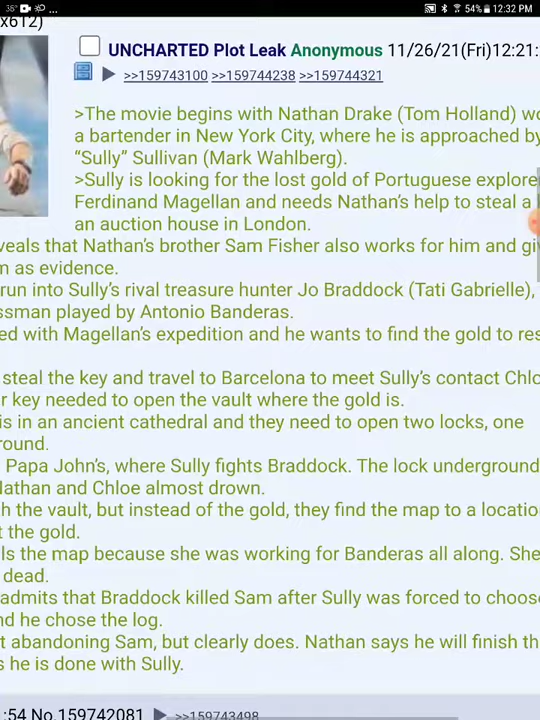 35° 54% 12:32 PM
x612)
UNCHARTED Plot Leak Anonymous 11/26/21(Fri)12:21:
>>159743100 >>159744238 >>159744321
>The movie begins with Nathan Drake (Tom Holland) wo
a bartender in New York City, where he is approached by
“Sully” Sullivan (Mark Wahlberg).
>Sully is looking for the lost gold of Portuguese explore
Ferdinand Magellan and needs Nathan’s help to steal a
an auction house in London.
veals that Nathan’s brother Sam Fisher also works for him and gi
m as evidence.
run into Sully’s rival treasure hunter Jo Braddock (Tati Gabrielle),
ssman played by Antonio Banderas.
ed with Magellan’s expedition and he wants to find the gold to res
steal the key and travel to Barcelona to meet Sully’s contact Chlo
r key needed to open the vault where the gold is.
is in an ancient cathedral and they need to open two locks, one
round.
Papa John’s, where Sully fights Braddock. The lock underground
Nathan and Chloe almost drown.
h the vault, but instead of the gold, they find the map to a locatio
t the gold.
ls the map because she was working for Banderas all along. She
dead.
admits that Braddock killed Sam after Sully was forced to choos
nd he chose the log.
t abandoning Sam, but clearly does. Nathan says he will finish th
s he is done with Sully.
:54 No.159742081 >>159743498